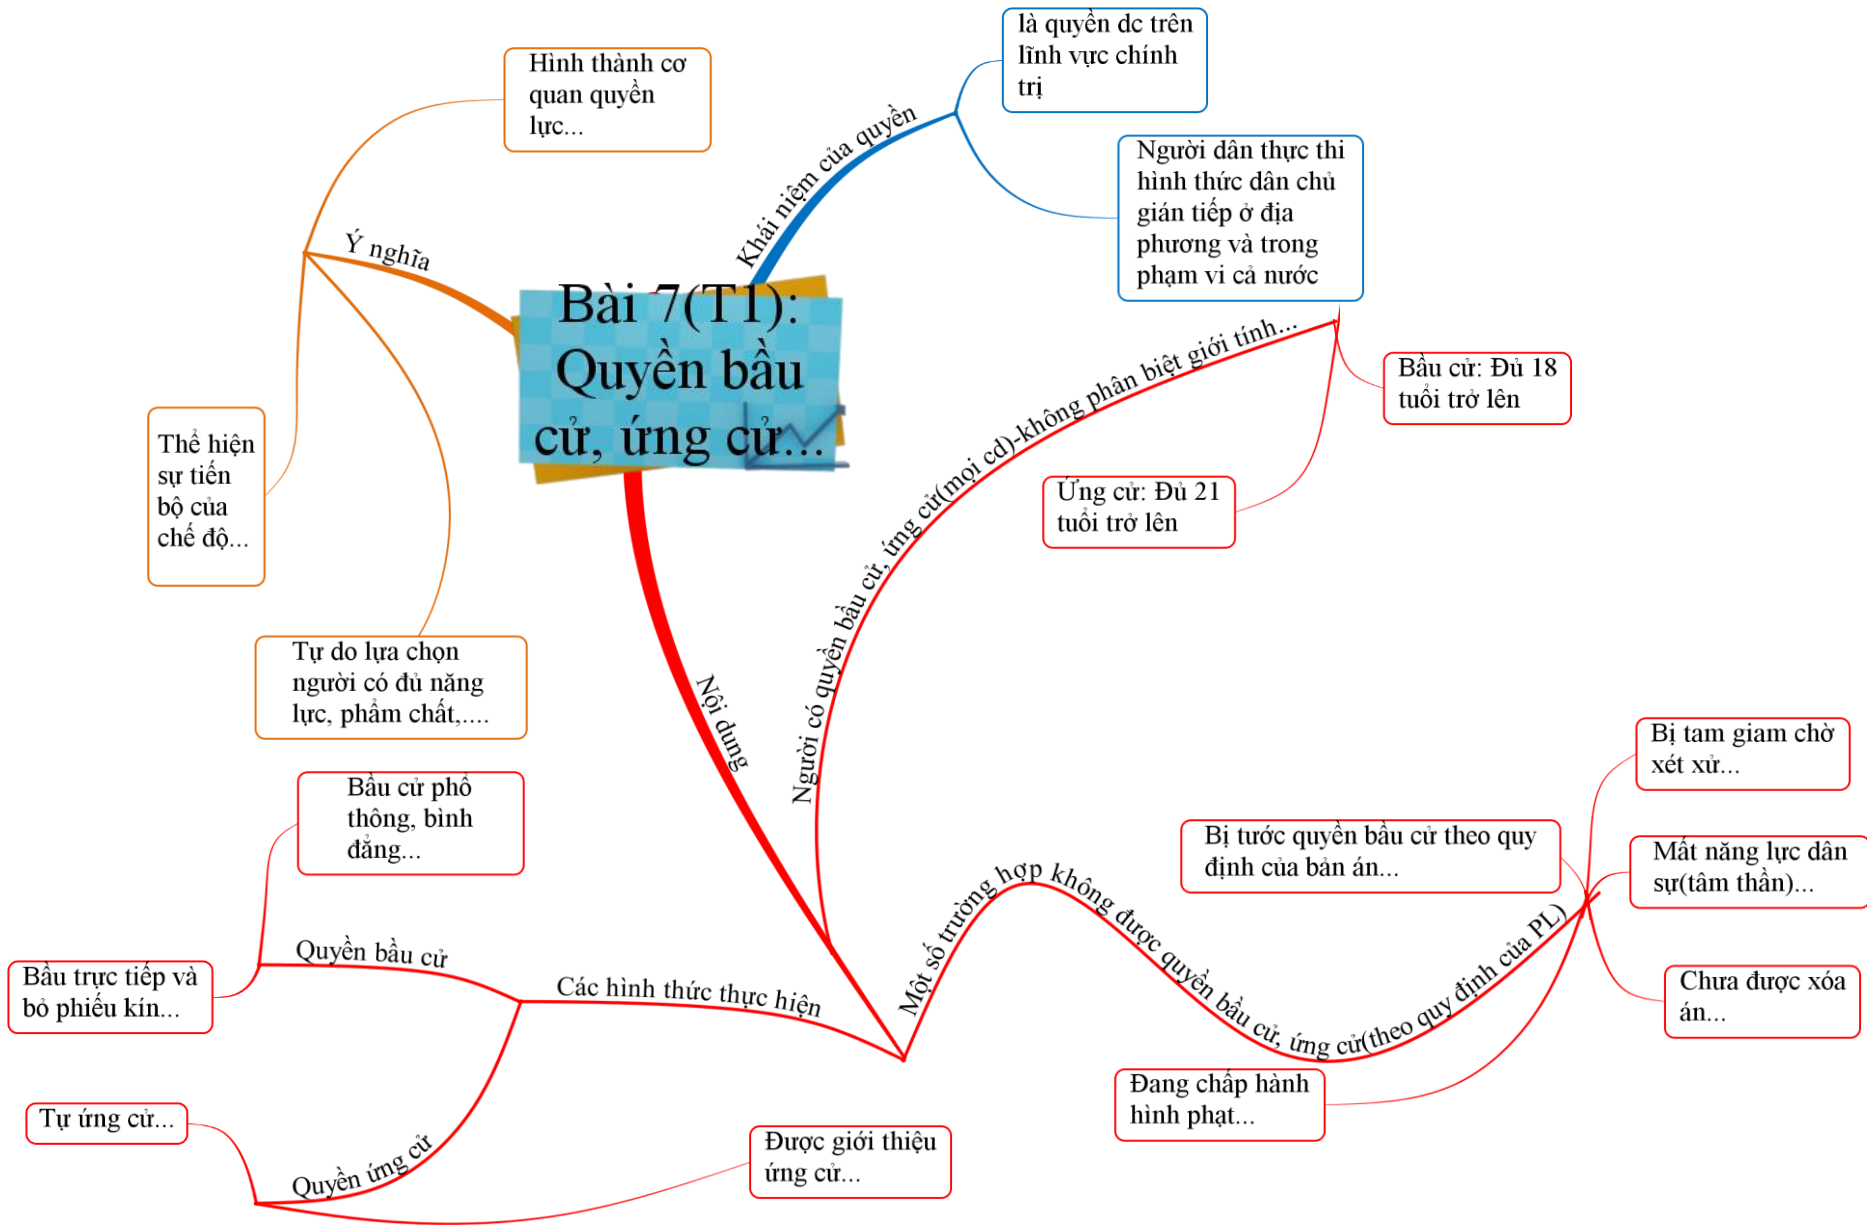 Bài 7(T1):
Quyền bầu
cử, ứng cử...
Khái niệm của quyền
là quyền dc trên
lĩnh vực chính
trị
Người dân thực thi
hình thức dân chủ
gián tiếp ở địa
phương và trong
phạm vi cả nước
Ý nghĩa
Hình thành cơ
quan quyền
lực...
Thể hiện
sự tiến
bộ của
chế độ...
Tự do lựa chọn
người có đủ năng
lực, phẩm chất,....
Nội dung
Người có quyền bầu cử, ứng cử(mọi cd)-không phân biệt giới tính...
Bầu cử: Đủ 18
tuổi trở lên
Ứng cử: Đủ 21
tuổi trở lên
Một số trường hợp không được quyền bầu cử, ứng cử(theo quy định của PL)
Bị tam giam chờ
xét xử...
Bị tước quyền bầu cử theo quy
định của bản án...
Mất năng lực dân
sự(tâm thần)...
Chưa được xóa
án...
Đang chấp hành
hình phạt...
Các hình thức thực hiện
Quyền bầu cử
Bầu cử phổ
thông, bình
đẳng...
Bầu trực tiếp và
bỏ phiếu kín...
Quyền ứng cử
Tự ứng cử...
Được giới thiệu
ứng cử...